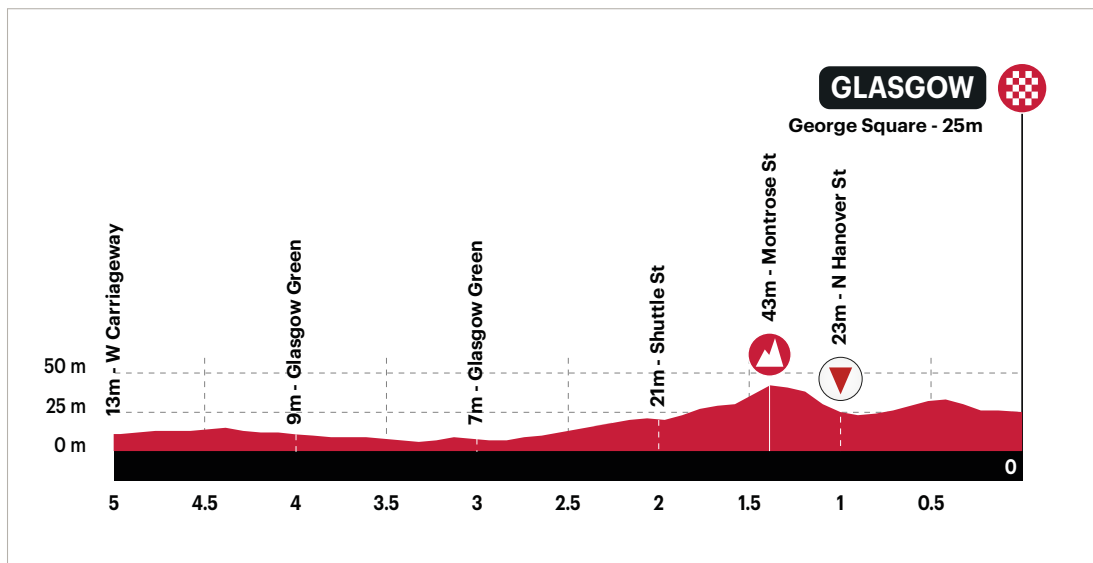 GLASGOW
George Square - 25m
13m - W Carriageway
9m - Glasgow Green
7m - Glasgow Green
21m - Shuttle St
43m - Montrose St
23m - N Hanover St
50 m
25 m
0 m
0
5 4.5 4 3.5 3 2.5 2 1.5 1 0.5